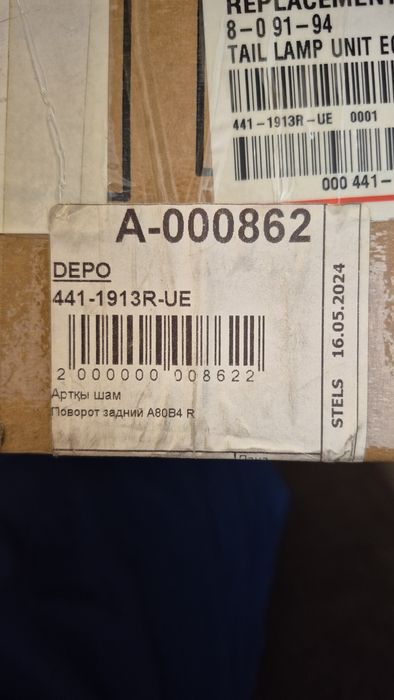 REPLACEMENT
8-0 91-94
TAIL LAMP UNIT
441-1913R-UE 0001
000 441-
A-000862
DEPO
441-1913R-UE
2 000000 008622
Артқы шам
Поворот задний A80B4 R
STELS 16.05.2024